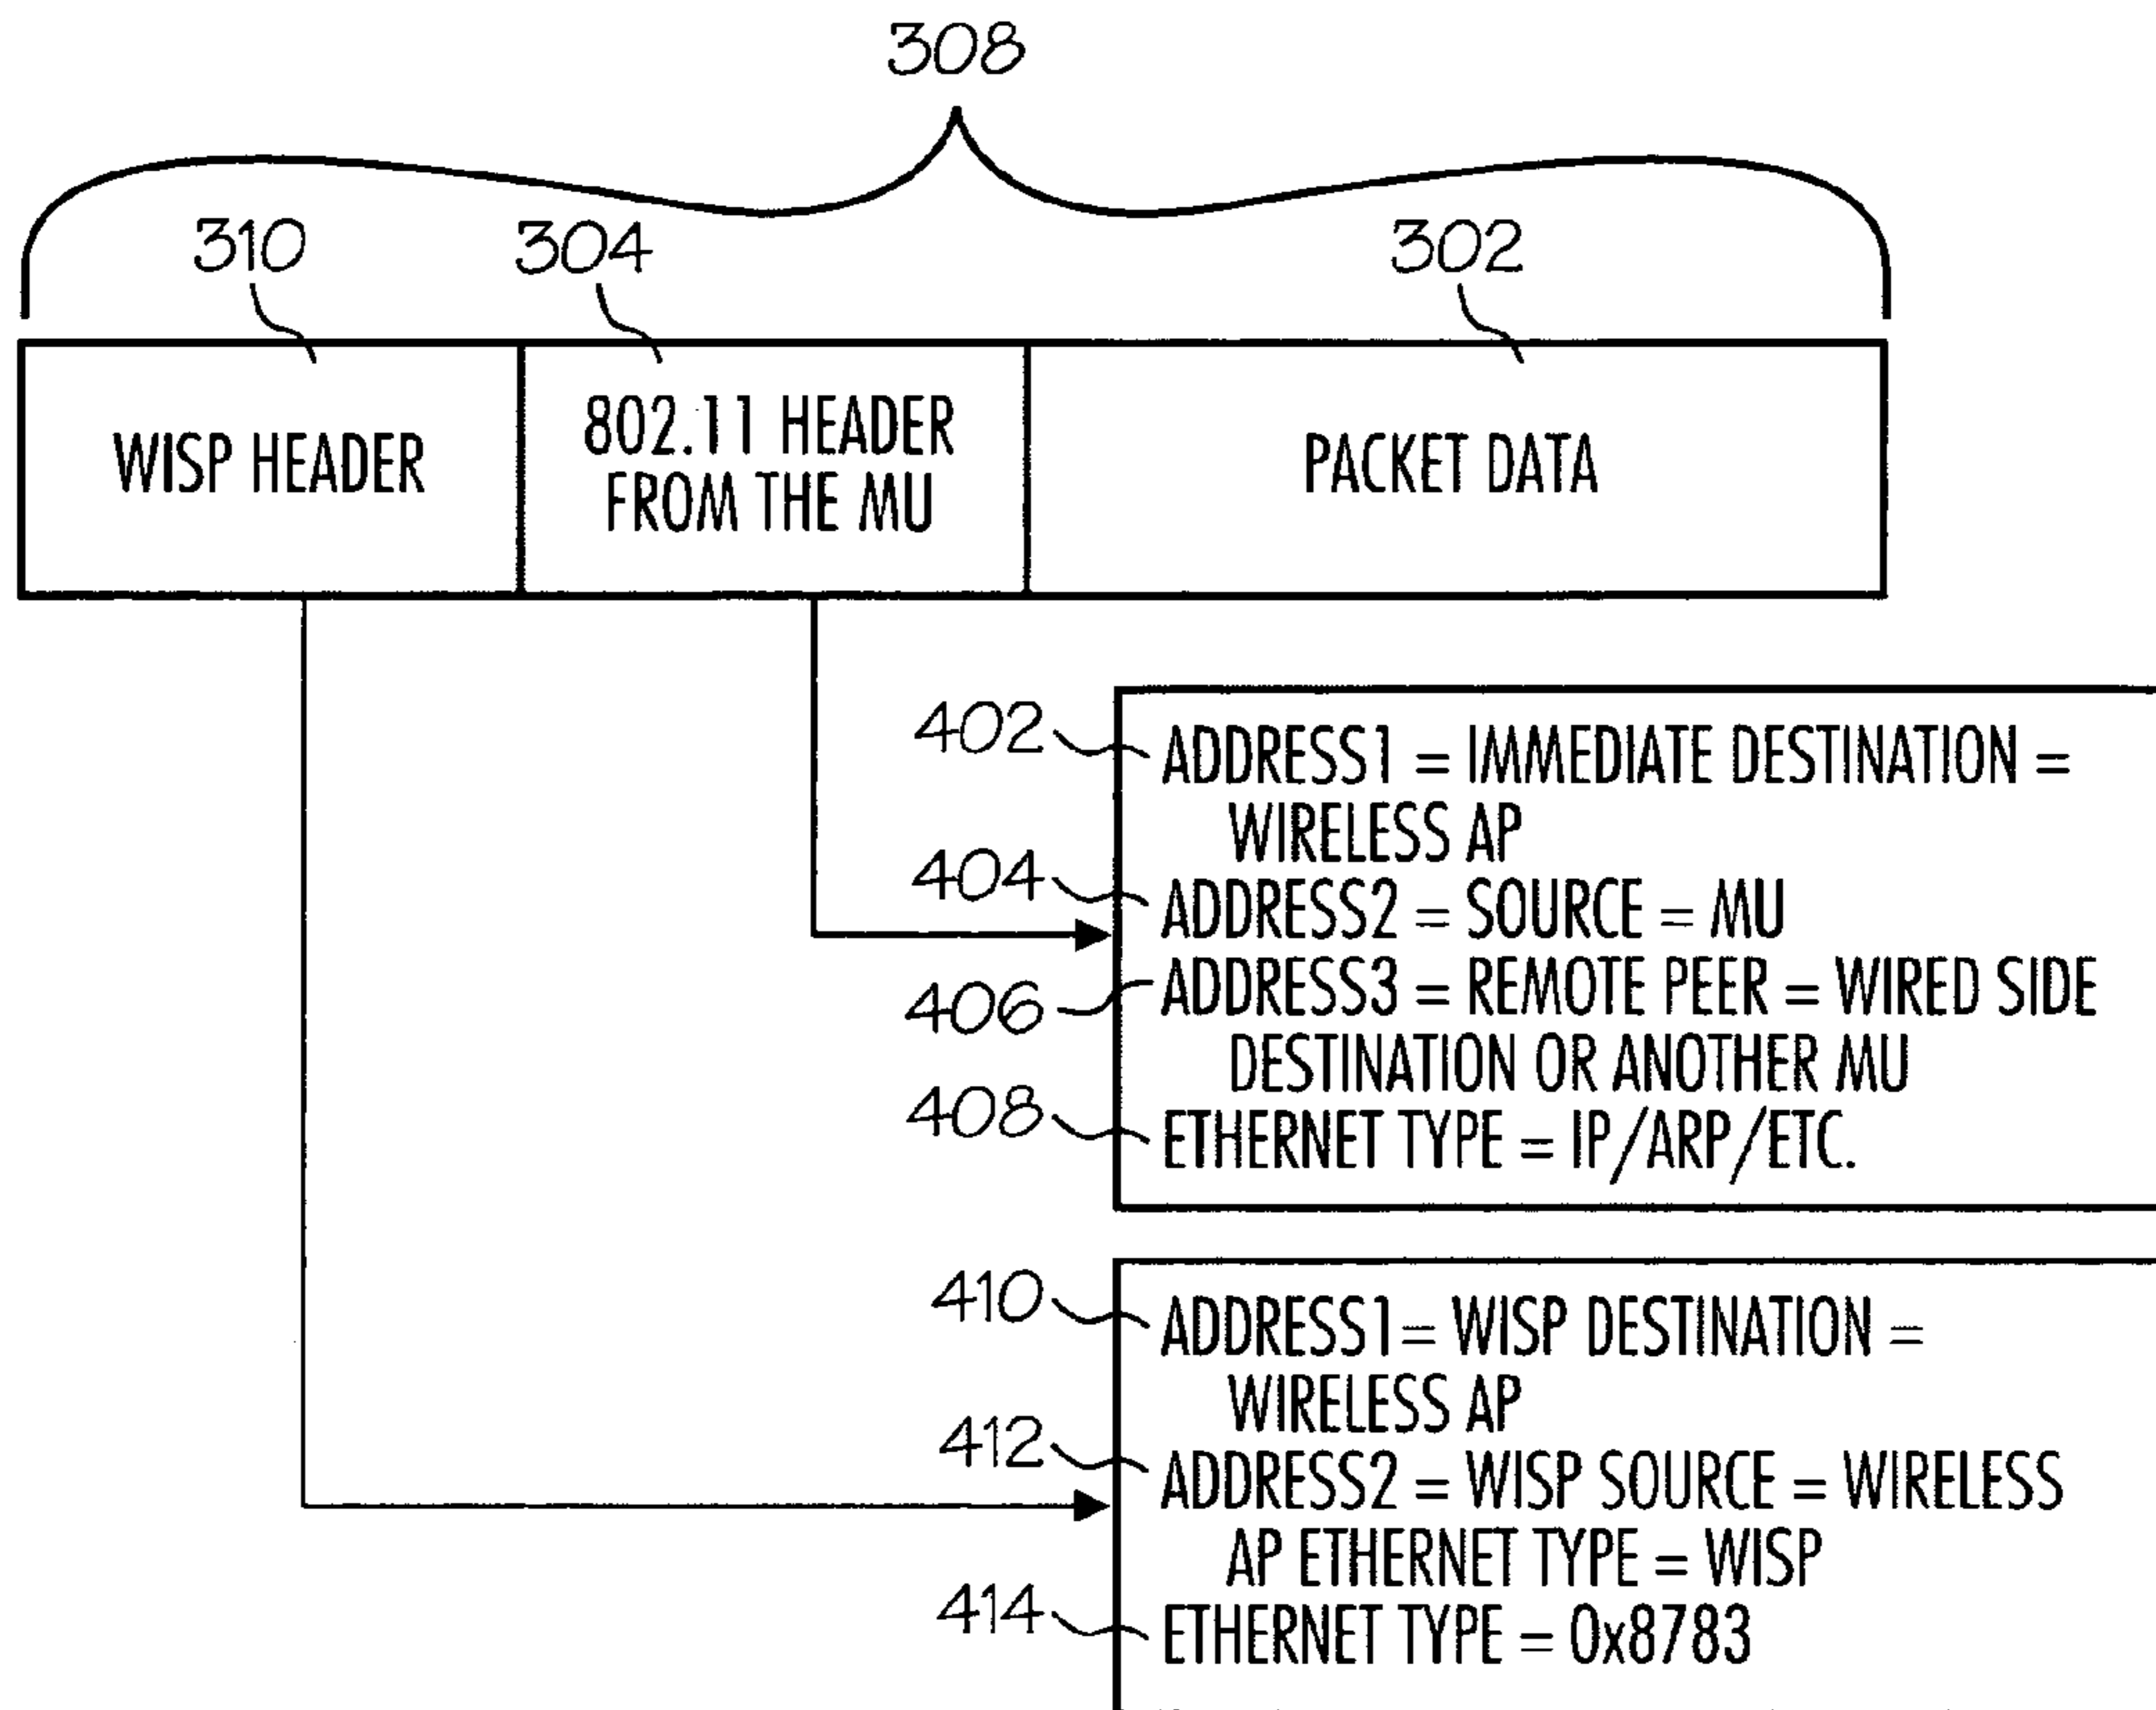 308
310
304
302
WISP HEADER
802.11 HEADER
FROM THE MU
PACKET DATA
402
ADDRESS1 = IMMEDIATE DESTINATION =
WIRELESS AP
404
ADDRESS2 = SOURCE = MU
406
ADDRESS3 = REMOTE PEER = WIRED SIDE
DESTINATION OR ANOTHER MU
408
ETHERNET TYPE = IP/ARP/ETC.
410
ADDRESS1= WISP DESTINATION =
WIRELESS AP
412
ADDRESS2 = WISP SOURCE = WIRELESS
AP ETHERNET TYPE = WISP
414
ETHERNET TYPE = 0x8783